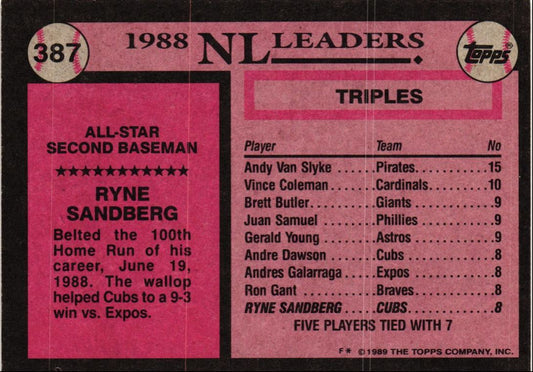 387
1988 NL LEADERS.
Topps®
ALL-STAR
SECOND BASEMAN
★★★★★★★★★★★
RYNE
SANDBERG
Belted the 100th
Home Run of his
career, June 19,
1988. The wallop
helped Cubs to a 9-3
win vs. Expos.
TRIPLES
Player Team No
Andy Van Slyke ...... Pirates ...... 15
Vince Coleman ...... Cardinals ...... 10
Brett Butler ...... Giants ...... 9
Juan Samuel ...... Phillies ...... 9
Gerald Young ...... Astros ...... 9
Andre Dawson ...... Cubs ...... 8
Andres Galarraga ...... Expos ...... 8
Ron Gant ...... Braves ...... 8
RYNE SANDBERG ...... CUBS ...... 8
FIVE PLAYERS TIED WITH 7
F* ©1989 THE TOPPS COMPANY, INC.